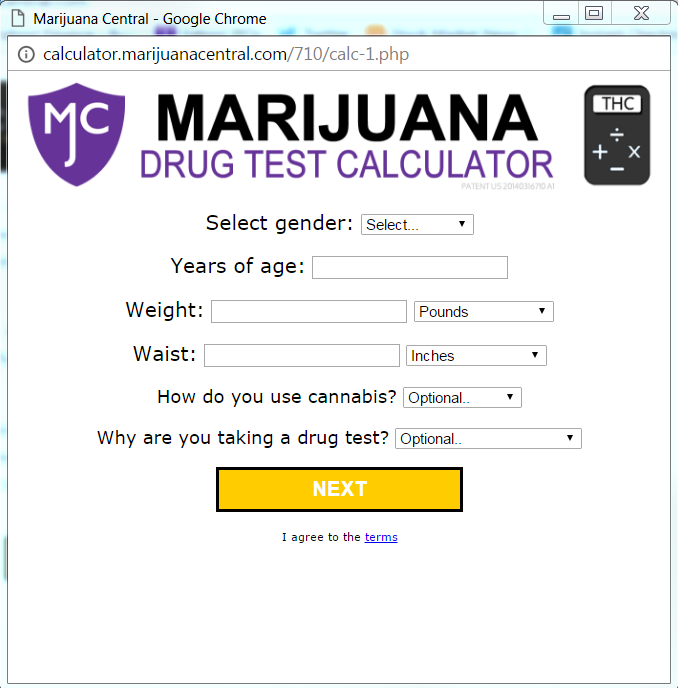 Marijuana Central - Google Chrome
calculator.marijuanacentral.com/710/calc-1.php
MJC
MARIJUANA
DRUG TEST CALCULATOR
PATENT US 20140316710 A1
THC
÷
+ x
−
Select gender: Select...
Years of age:
Weight: Pounds
Waist: Inches
How do you use cannabis? Optional..
Why are you taking a drug test? Optional..
NEXT
I agree to the terms